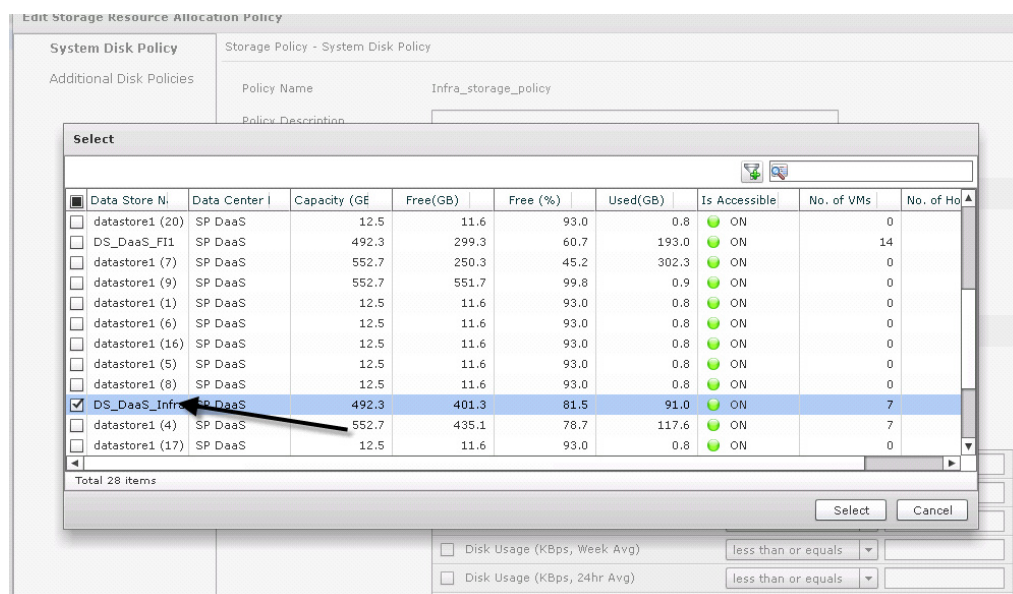 Edit Storage Resource Allocation Policy
System Disk Policy
Additional Disk Policies
Storage Policy - System Disk Policy
Policy Name Infra_storage_policy
Policy Description
Select
Data Store N Data Center Capacity (GB Free(GB) Free (%) Used(GB) Is Accessible No. of VMs No. of Ho
datastore1 (20) SP DaaS 12.5 11.6 93.0 0.8 ON 0
DS_DaaS_FI1 SP DaaS 492.3 299.3 60.7 193.0 ON 14
datastore1 (7) SP DaaS 552.7 250.3 45.2 302.3 ON 0
datastore1 (9) SP DaaS 552.7 551.7 99.8 0.9 ON 0
datastore1 (1) SP DaaS 12.5 11.6 93.0 0.8 ON 0
datastore1 (6) SP DaaS 12.5 11.6 93.0 0.8 ON 0
datastore1 (16) SP DaaS 12.5 11.6 93.0 0.8 ON 0
datastore1 (5) SP DaaS 12.5 11.6 93.0 0.8 ON 0
datastore1 (8) SP DaaS 12.5 11.6 93.0 0.8 ON 0
DS_DaaS_Infra SP DaaS 492.3 401.3 81.5 91.0 ON 7
datastore1 (4) SP DaaS 552.7 435.1 78.7 117.6 ON 7
datastore1 (17) SP DaaS 12.5 11.6 93.0 0.8 ON 0
Total 28 items
Select Cancel
Disk Usage (KBps, Week Avg) less than or equals
Disk Usage (KBps, 24hr Avg) less than or equals